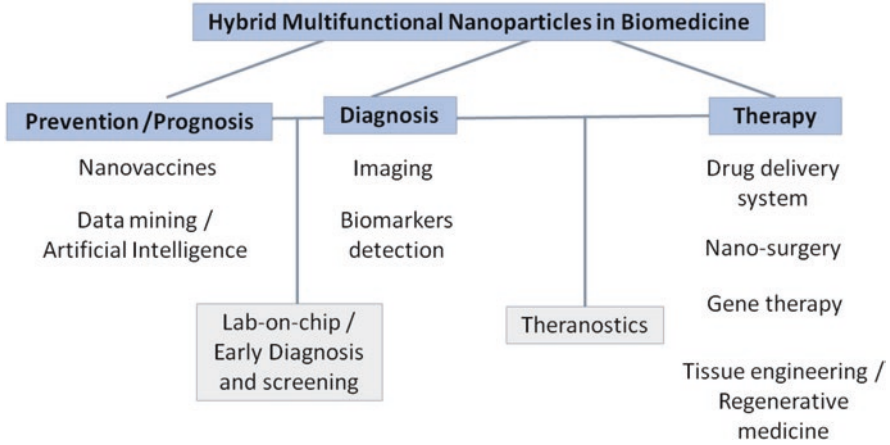 Hybrid Multifunctional Nanoparticles in Biomedicine
Prevention /Prognosis
Diagnosis
Therapy
Nanovaccines
Data mining /
Artificial Intelligence
Imaging
Biomarkers
detection
Drug delivery
system
Nano-surgery
Gene therapy
Tissue engineering /
Regenerative
medicine
Lab-on-chip /
Early Diagnosis
and screening
Theranostics